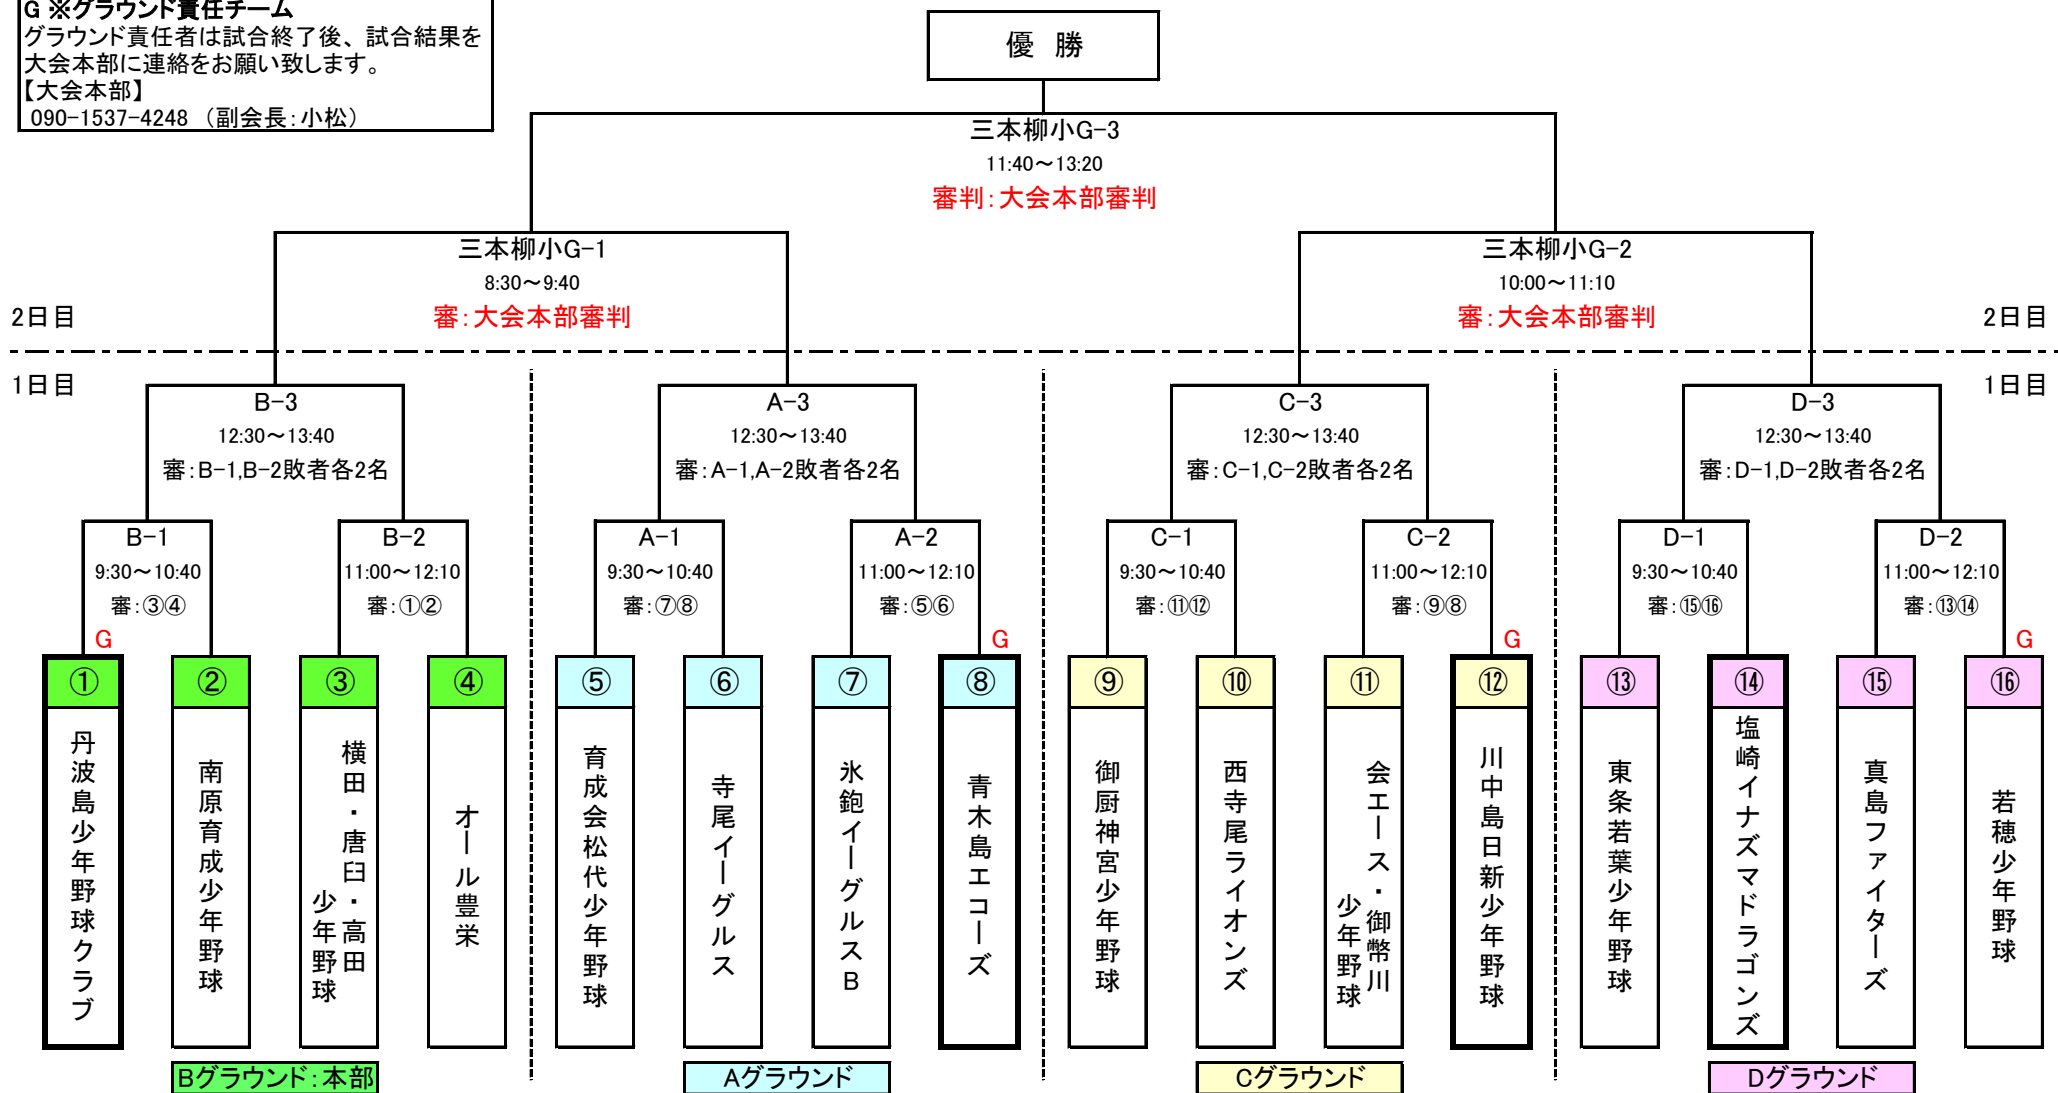 G ※グラウンド責任チーム
グラウンド責任者は試合終了後、試合結果を
大会本部に連絡をお願い致します。
【大会本部】
090-1537-4248 （副会長:小松）
優 勝
三本柳小G-3
11:40～13:20
審判:大会本部審判
三本柳小G-1
8:30～9:40
審:大会本部審判
三本柳小G-2
10:00～11:10
審:大会本部審判
2日目
2日目
1日目
1日目
B-3
12:30～13:40
審:B-1,B-2敗者各2名
A-3
12:30～13:40
審:A-1,A-2敗者各2名
C-3
12:30～13:40
審:C-1,C-2敗者各2名
D-3
12:30～13:40
審:D-1,D-2敗者各2名
B-1
9:30～10:40
審:③④
B-2
11:00～12:10
審:①②
A-1
9:30～10:40
審:⑦⑧
A-2
11:00～12:10
審:⑤⑥
C-1
9:30～10:40
審:⑪⑫
C-2
11:00～12:10
審:⑨⑧
D-1
9:30～10:40
審:⑮⑯
D-2
11:00～12:10
審:⑬⑭
G
G
G
G
①
丹波島少年野球クラブ
②
南原育成少年野球
③
横田・唐臼・高田
少年野球
④
オール豊栄
⑤
育成会松代少年野球
⑥
寺尾イーグルス
⑦
氷鉋イーグルスB
⑧
青木島エコーズ
⑨
御厨神宮少年野球
⑩
西寺尾ライオンズ
⑪
会エース・御幣川
少年野球
⑫
川中島日新少年野球
⑬
東条若葉少年野球
⑭
塩崎イナズマドラゴンズ
⑮
真島ファイターズ
⑯
若穂少年野球
Bグラウンド:本部
Aグラウンド
Cグラウンド
Dグラウンド